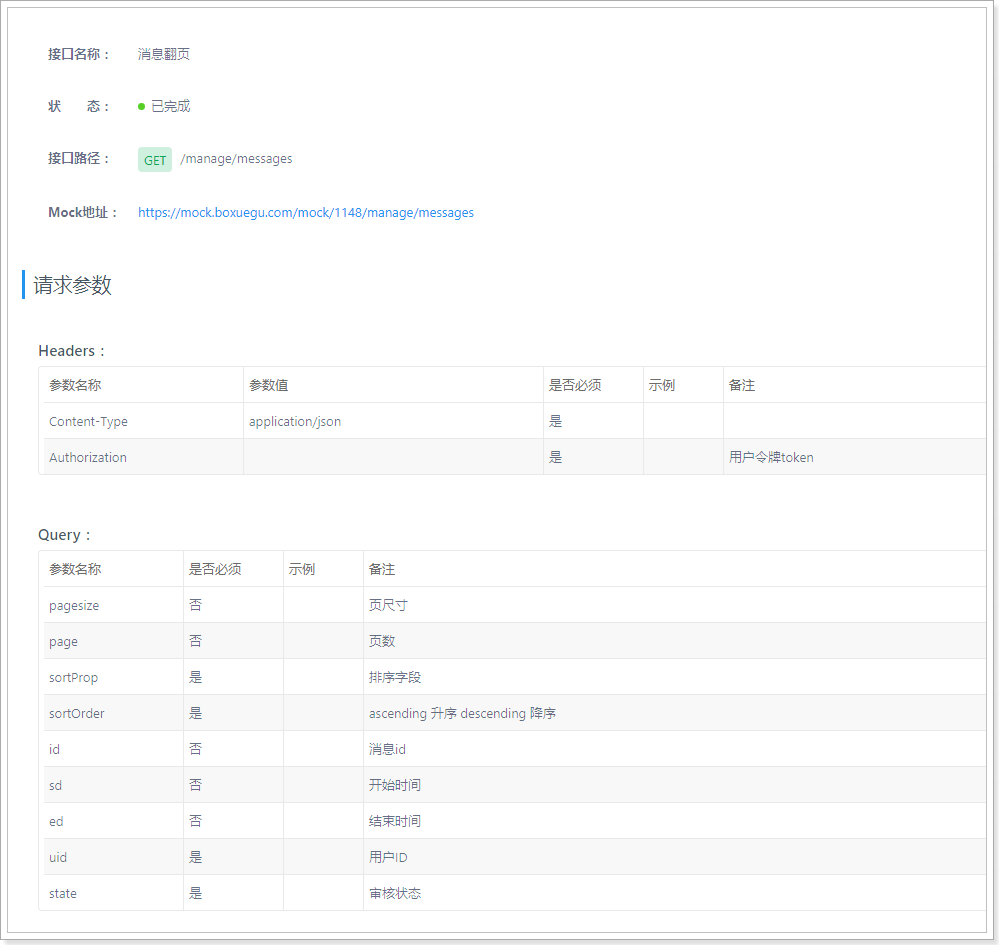 接口名称： 消息翻页
状 态： 已完成
接口路径： GET /manage/messages
Mock地址： https://mock.boxuegu.com/mock/1148/manage/messages
请求参数
Headers：
参数名称 参数值 是否必须 示例 备注
Content-Type application/json 是
Authorization 是 用户令牌token
Query：
参数名称 是否必须 示例 备注
pagesize 否 页尺寸
page 否 页数
sortProp 是 排序字段
sortOrder 是 ascending 升序 descending 降序
id 否 消息id
sd 否 开始时间
ed 否 结束时间
uid 是 用户ID
state 是 审核状态